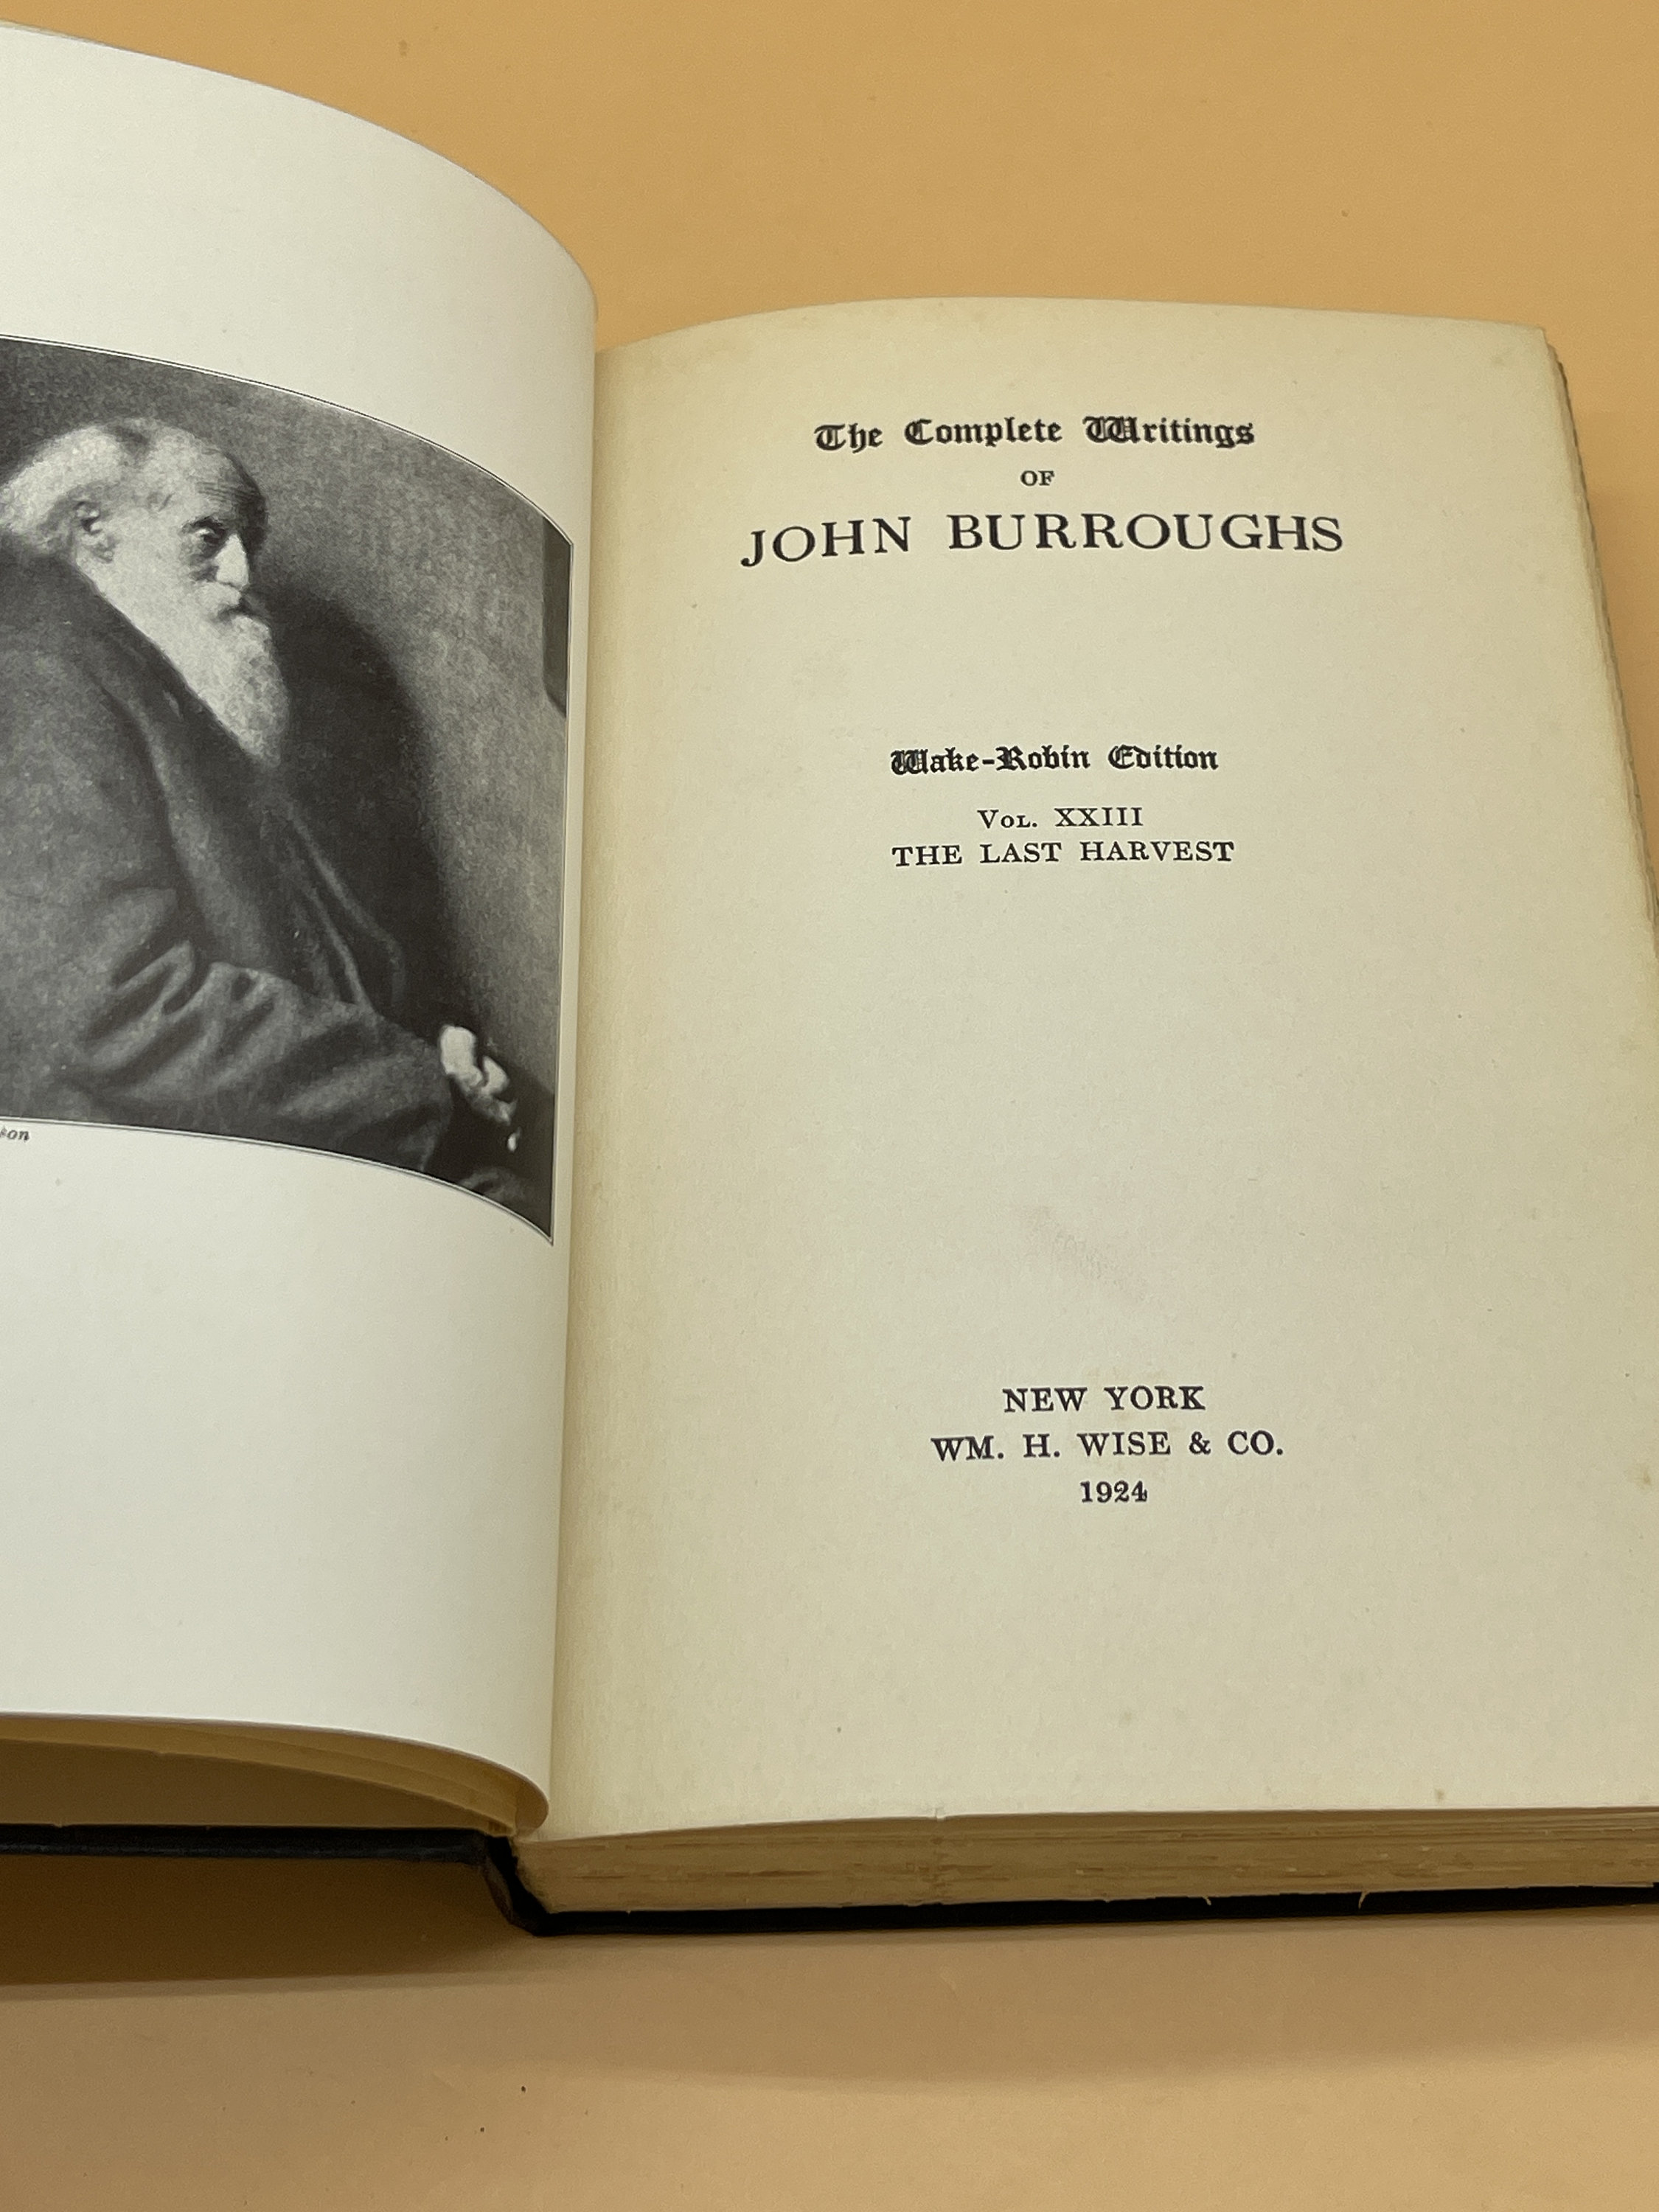 The Complete Writings
OF
JOHN BURROUGHS
Wake-Robin Edition
VOL. XXIII
THE LAST HARVEST
NEW YORK
WM. H. WISE & CO.
1924